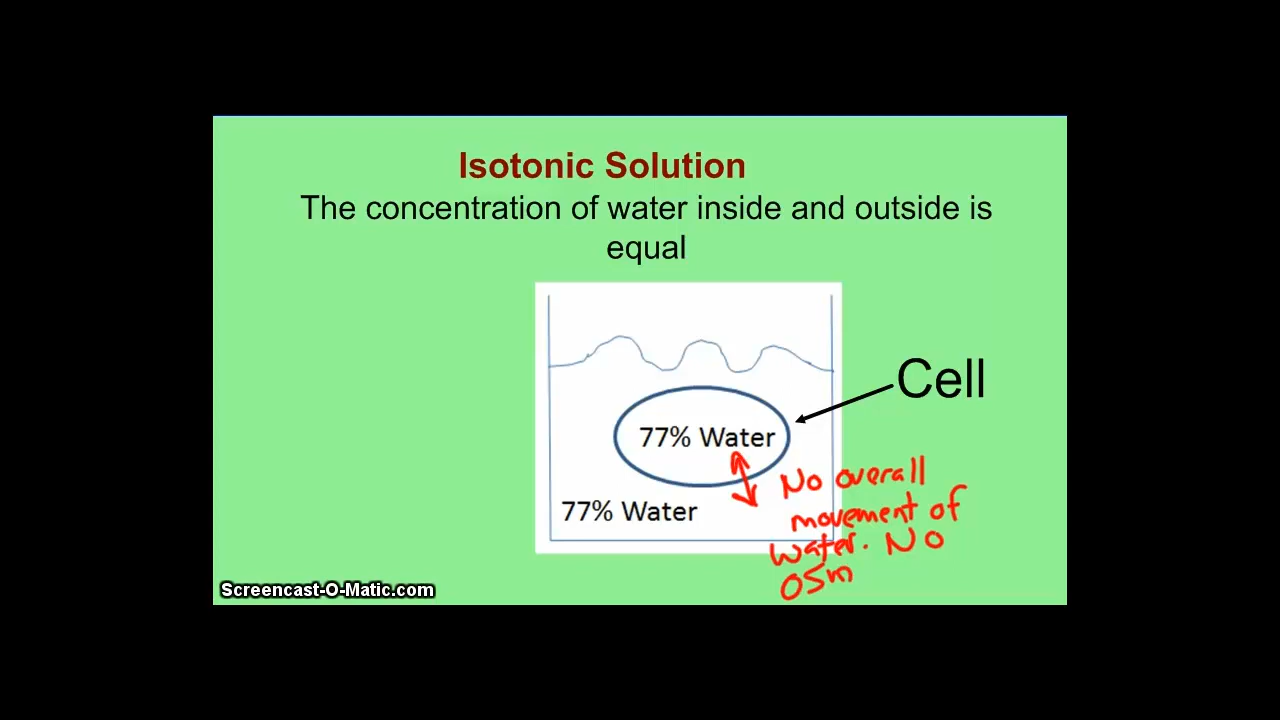 Isotonic Solution
The concentration of water inside and outside is
equal
Cell
77% Water
77% Water
No overall
movement of
water. No
osm
Screencast-O-Matic.com